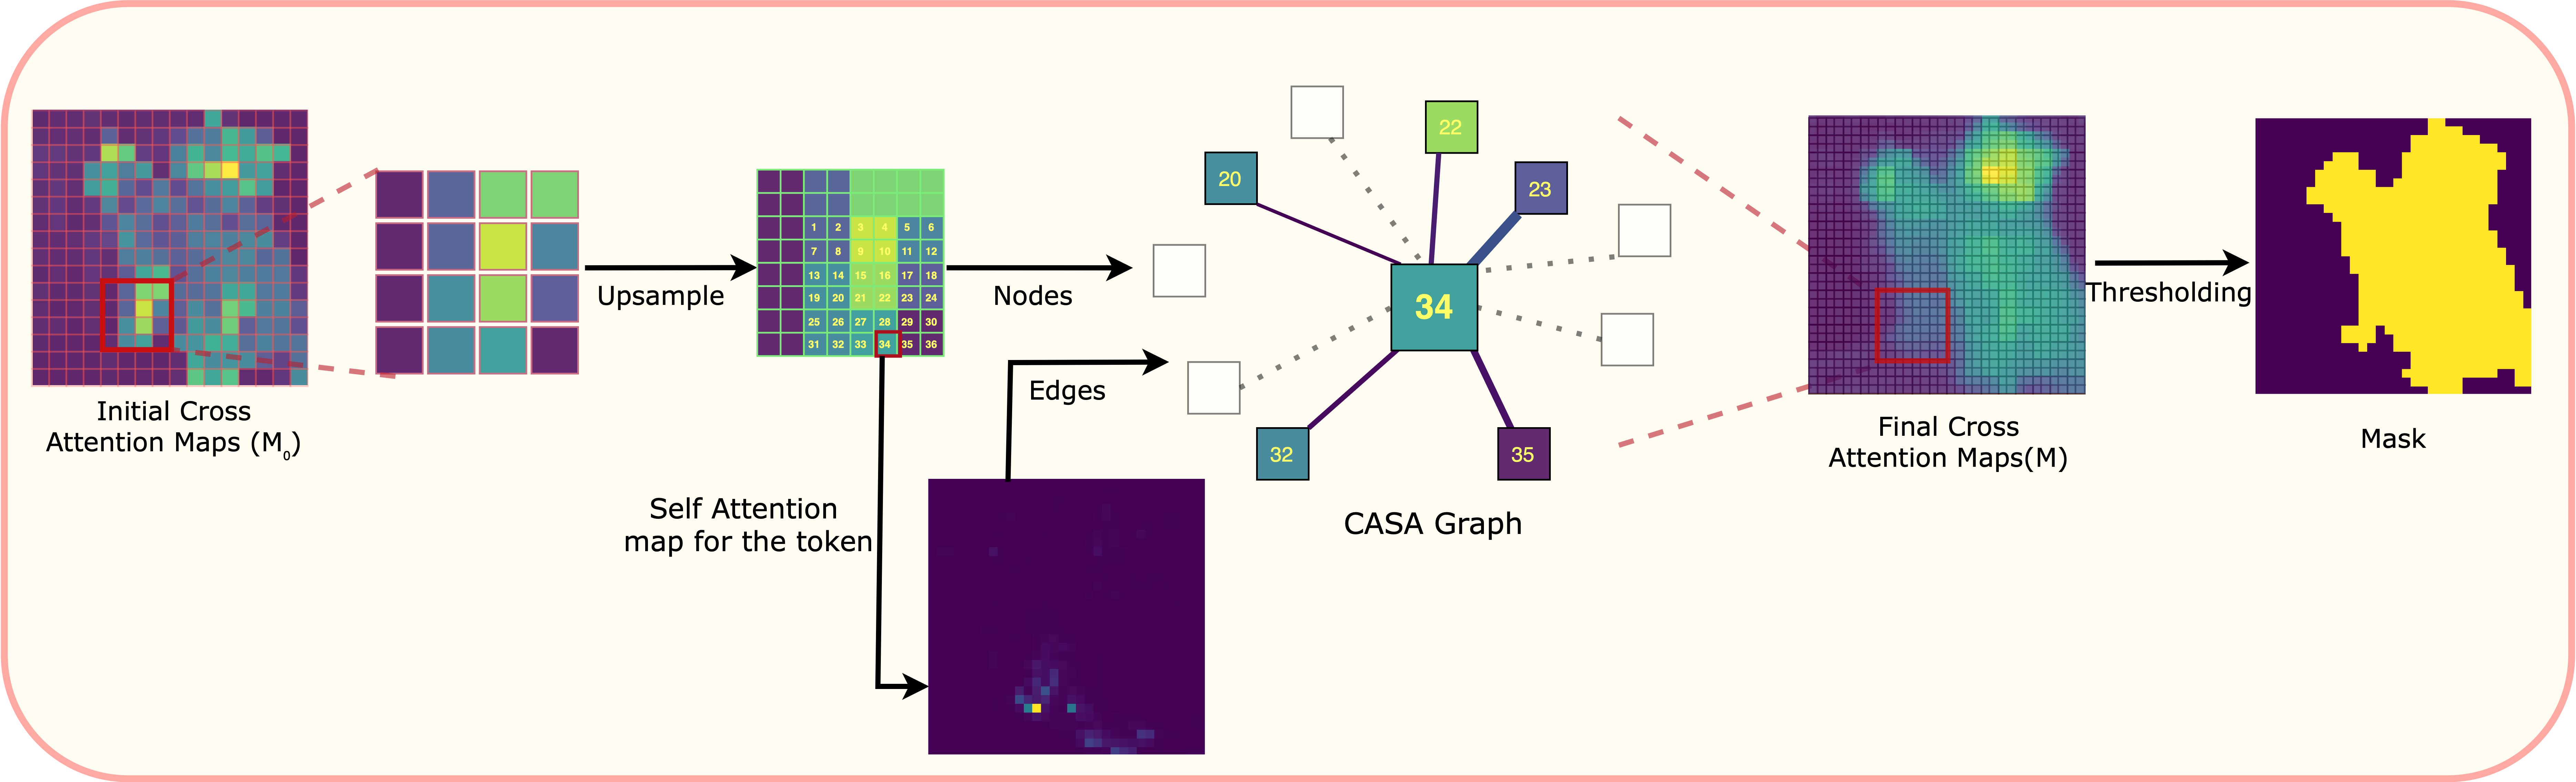 Initial Cross
Attention Maps (M₀)
Upsample
1 2 3 4 5 6
7 8 9 10 11 12
13 14 15 16 17 18
19 20 21 22 23 24
25 26 27 28 29 30
31 32 33 34 35 36
Self Attention
map for the token
Nodes
Edges
22
20
23
34
32
35
CASA Graph
Final Cross
Attention Maps(M)
Thresholding
Mask